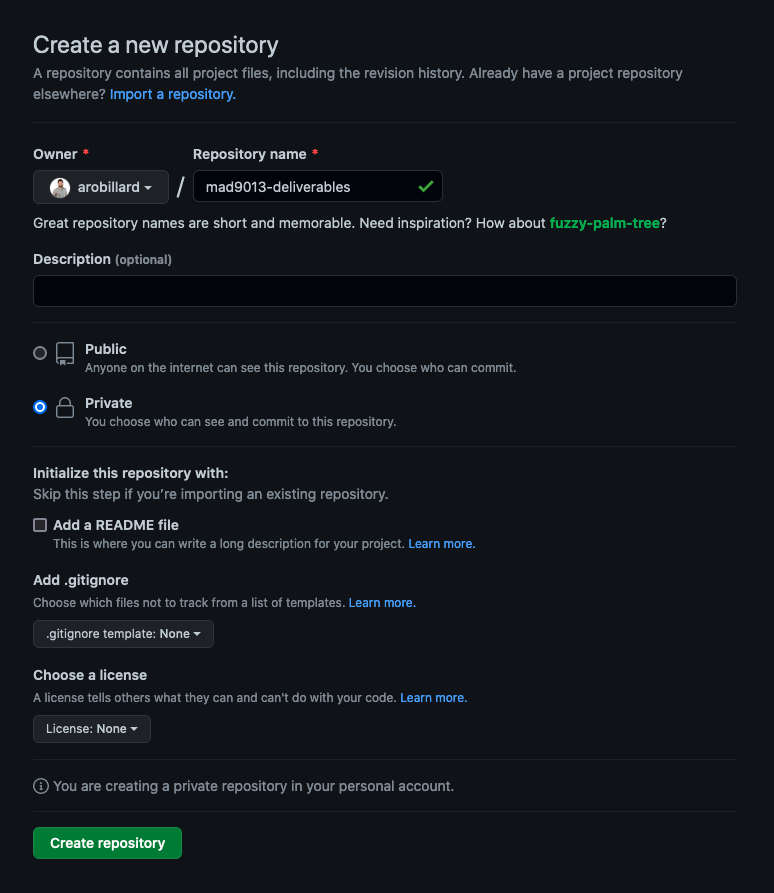 Create a new repository
A repository contains all project files, including the revision history. Already have a project repository
elsewhere? Import a repository.
Owner * Repository name *
arobillard / mad9013-deliverables
Great repository names are short and memorable. Need inspiration? How about fuzzy-palm-tree?
Description (optional)
Public
Anyone on the internet can see this repository. You choose who can commit.
Private
You choose who can see and commit to this repository.
Initialize this repository with:
Skip this step if you’re importing an existing repository.
Add a README file
This is where you can write a long description for your project. Learn more.
Add .gitignore
Choose which files not to track from a list of templates. Learn more.
.gitignore template: None
Choose a license
A license tells others what they can and can't do with your code. Learn more.
License: None
You are creating a private repository in your personal account.
Create repository